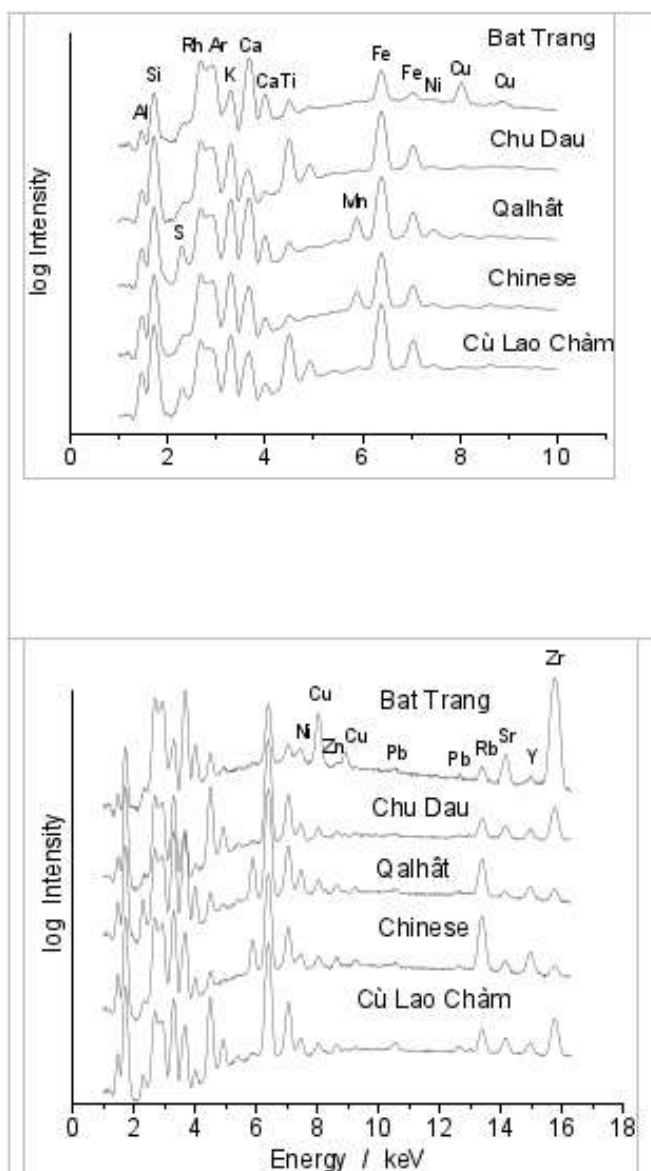 Bat Trang
Rh Ar Ca
Si K CaTi Fe Fe Ni Cu Cu
Al
Chu Dau
Mn Qalhât
S
Chinese
Cù Lao Chàm
log Intensity
0 2 4 6 8 10
Zr
Cu Bat Trang
Ni Zn Cu Pb Pb Rb Sr Y
Chu Dau
Qalhât
Chinese
Cù Lao Chàm
log Intensity
0 2 4 6 8 10 12 14 16 18
Energy / keV